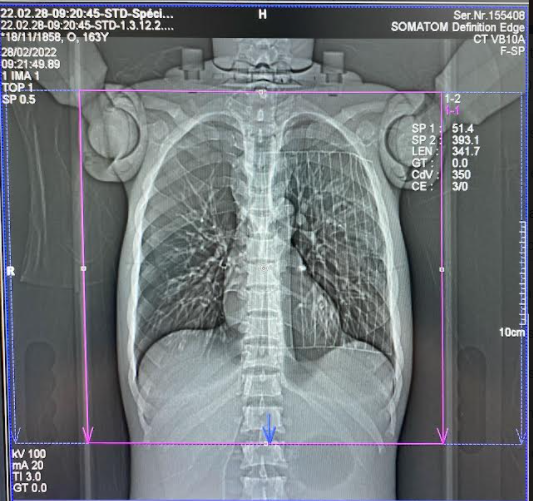 22.02.28-09:20:45-STD-Spéci...
22.02.28-09:20:45-STD-1.3.12.2....
*18/11/1858, O, 163Y
28/02/2022
09:21:49.89
1 IMA 1
TOP 1
SP 0.5
H
Ser.Nr.155408
SOMATOM Definition Edge
CT VB10A
F-SP
1-2
1-1
SP 1 : 51.4
SP 2 : 393.1
LEN : 341.7
GT : 0.0
CdV : 350
CE : 3/0
R
10cm
kV 100
mA 20
TI 3.0
GT 0.0